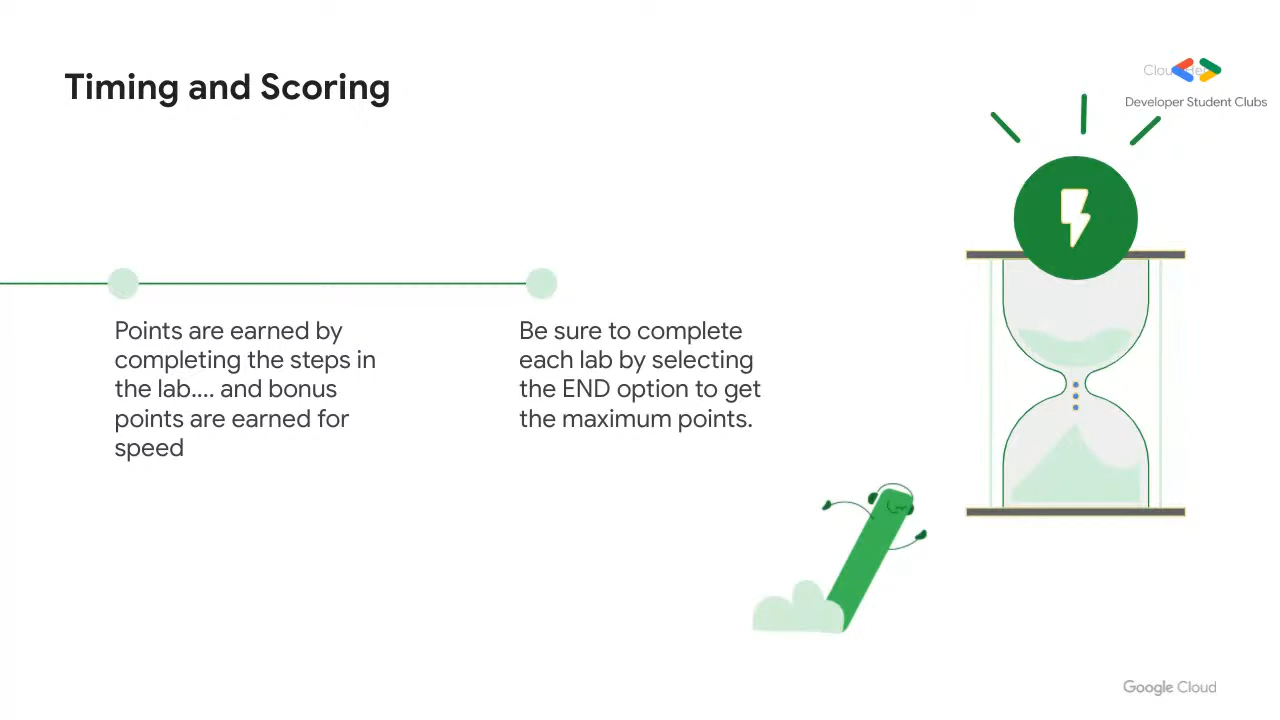 Timing and Scoring
Developer Student Clubs
Points are earned by
completing the steps in
the lab.... and bonus
points are earned for
speed
Be sure to complete
each lab by selecting
the END option to get
the maximum points.
Google Cloud